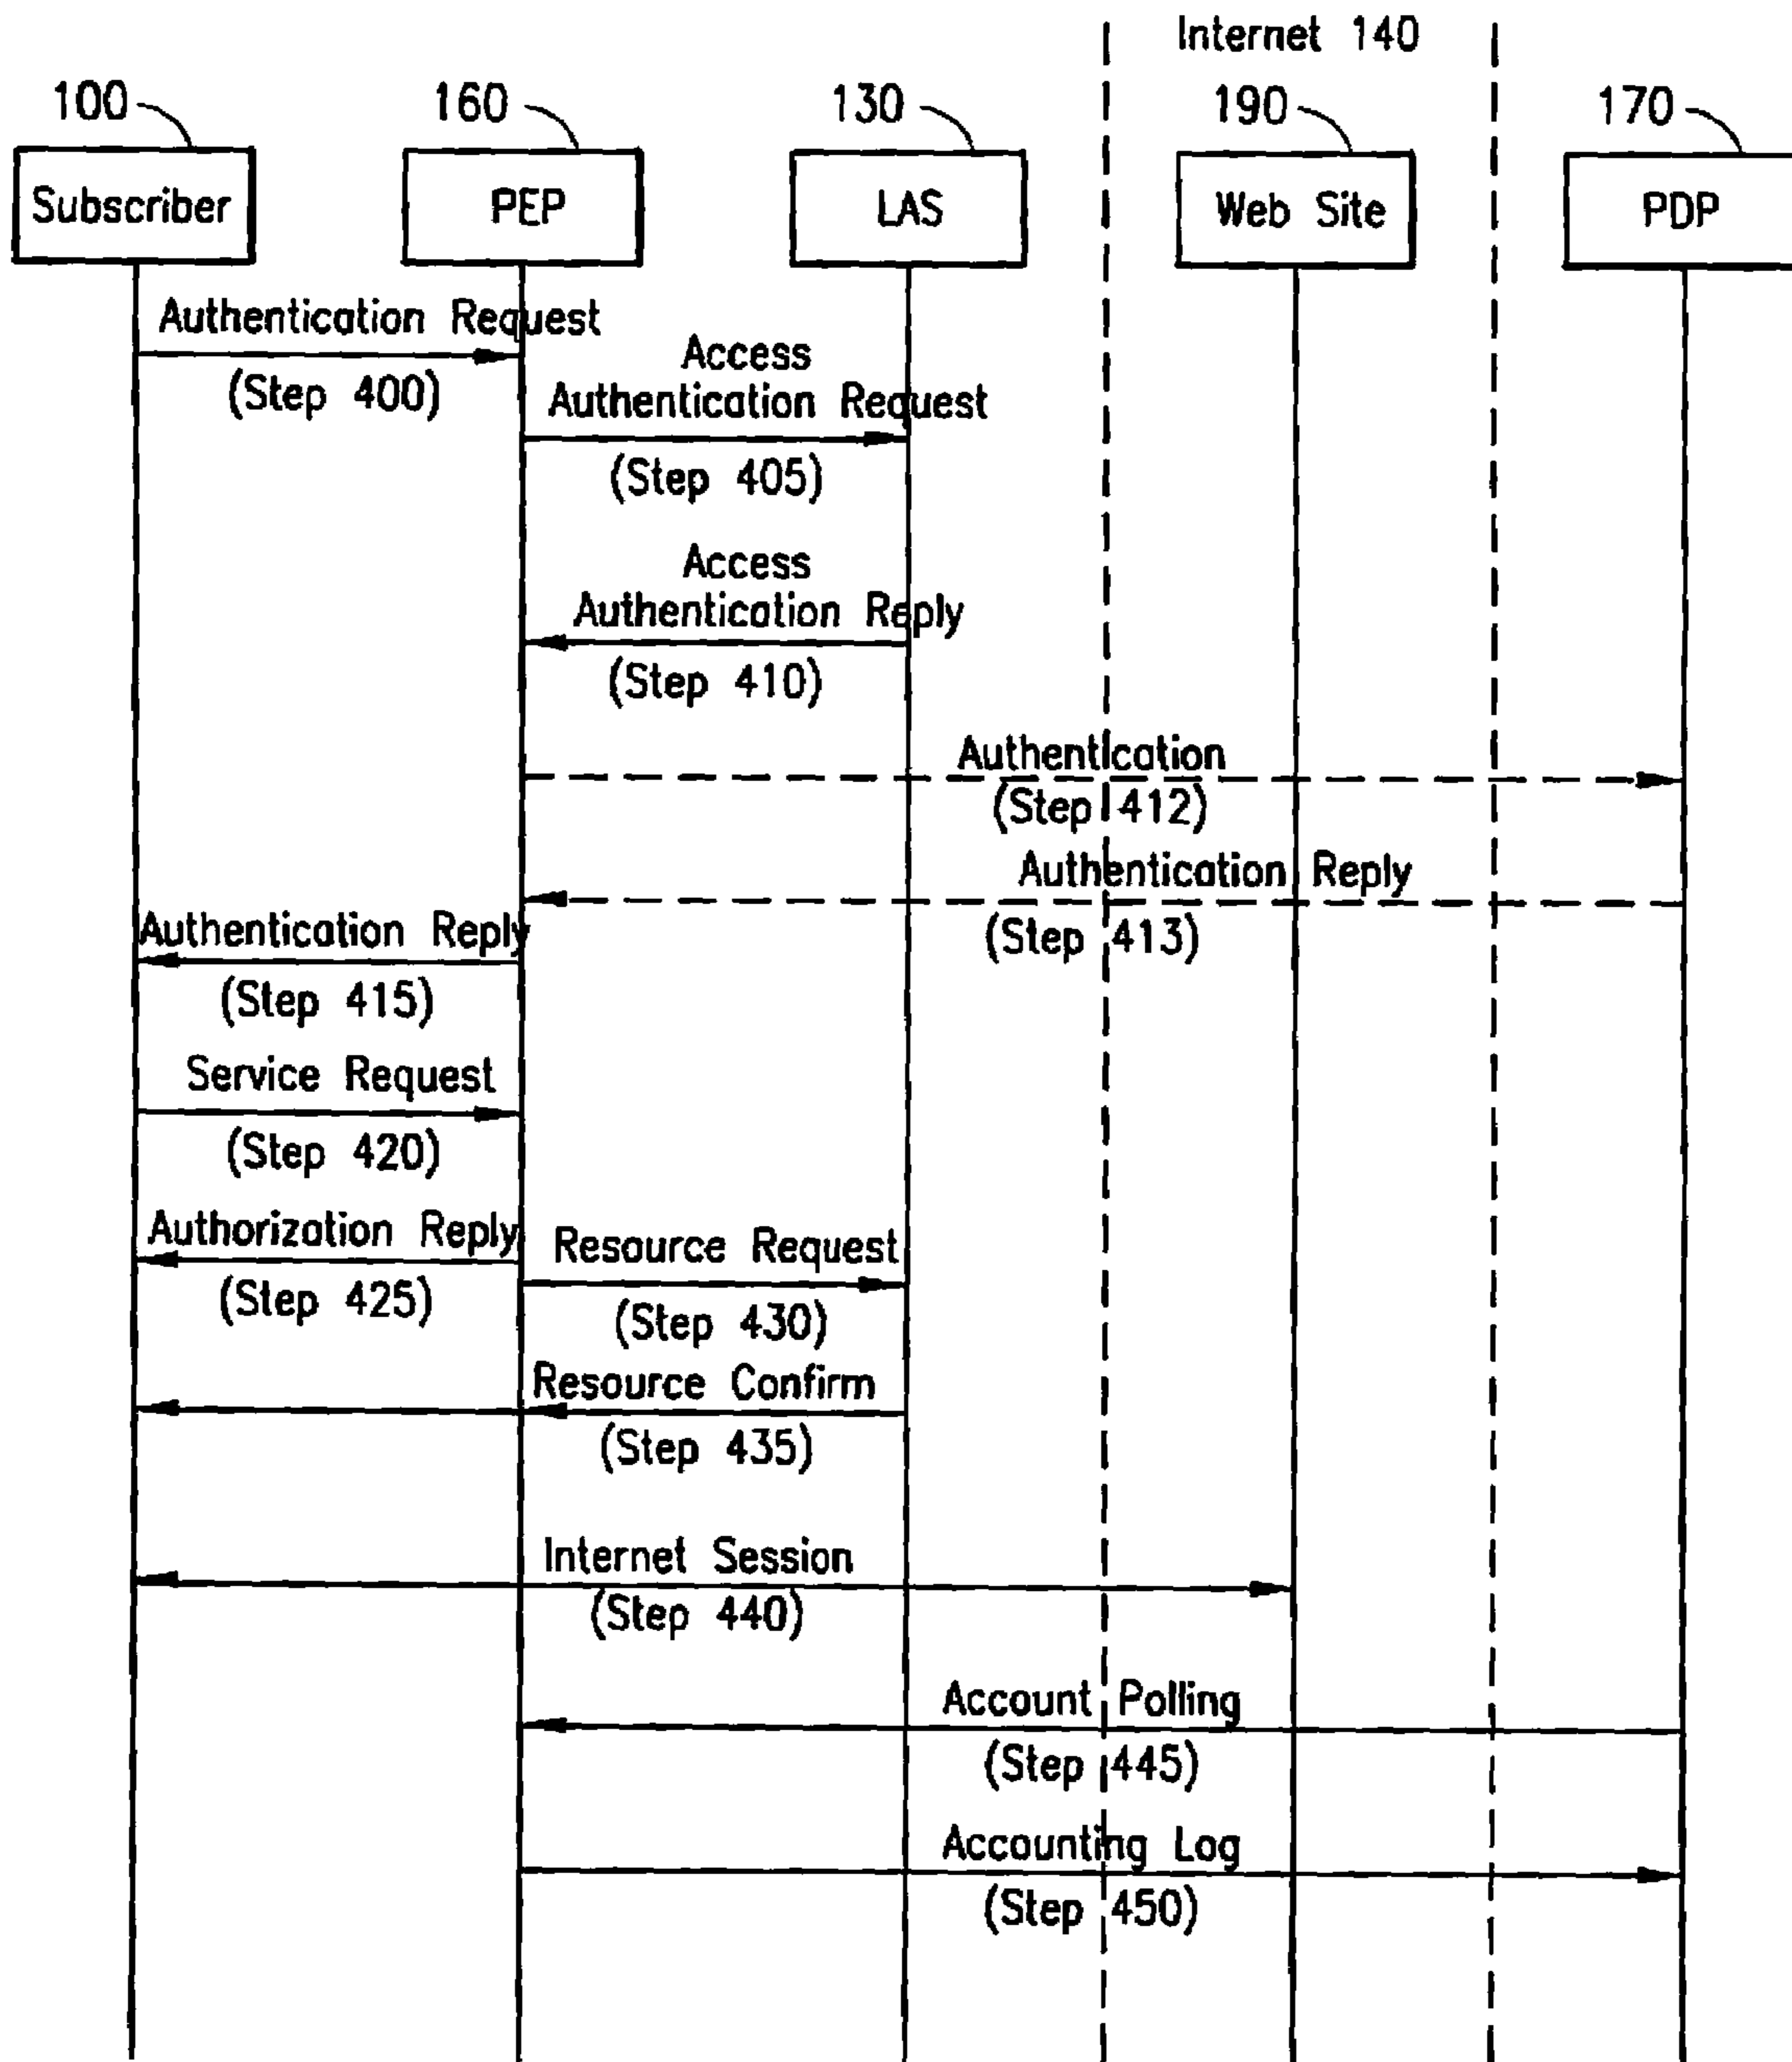 Internet 140
100
160
130
190
170
Subscriber
PEP
LAS
Web Site
PDP
Authentication Request
(Step 400)
Access
Authentication Request
(Step 405)
Access
Authentication Reply
(Step 410)
Authentication
(Step 412)
Authentication Reply
(Step 413)
Authentication Reply
(Step 415)
Service Request
(Step 420)
Authorization Reply
(Step 425)
Resource Request
(Step 430)
Resource Confirm
(Step 435)
Internet Session
(Step 440)
Account Polling
(Step 445)
Accounting Log
(Step 450)